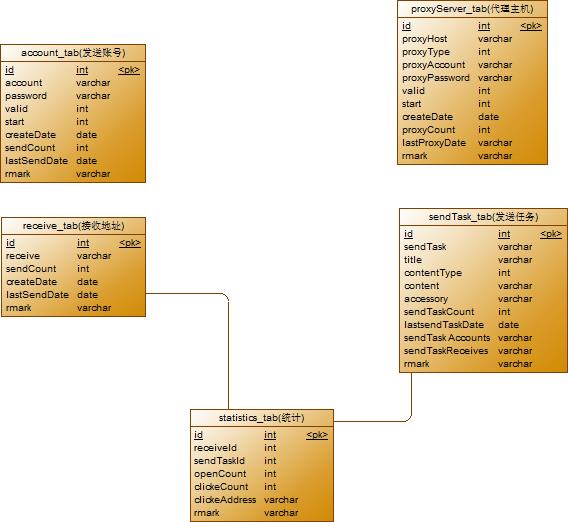 account_tab(发送账号)
id int <pk>
account varchar
password varchar
valid int
start int
createDate date
sendCount int
lastSendDate date
rmark varchar
proxyServer_tab(代理主机)
id int <pk>
proxyHost varchar
proxyType int
proxyAccount varchar
proxyPassword varchar
valid int
start int
createDate date
proxyCount int
lastProxyDate varchar
rmark varchar
receive_tab(接收地址)
id int <pk>
receive varchar
sendCount int
createDate date
lastSendDate date
rmark varchar
sendTask_tab(发送任务)
id int <pk>
sendTask varchar
title varchar
contentType int
content varchar
accessory varchar
sendTaskCount int
lastsendTaskDate date
sendTaskAccounts varchar
sendTaskReceives varchar
rmark varchar
statistics_tab(统计)
id int <pk>
receiveId int
sendTaskId int
openCount int
clickeCount int
clickeAddress varchar
rmark varchar